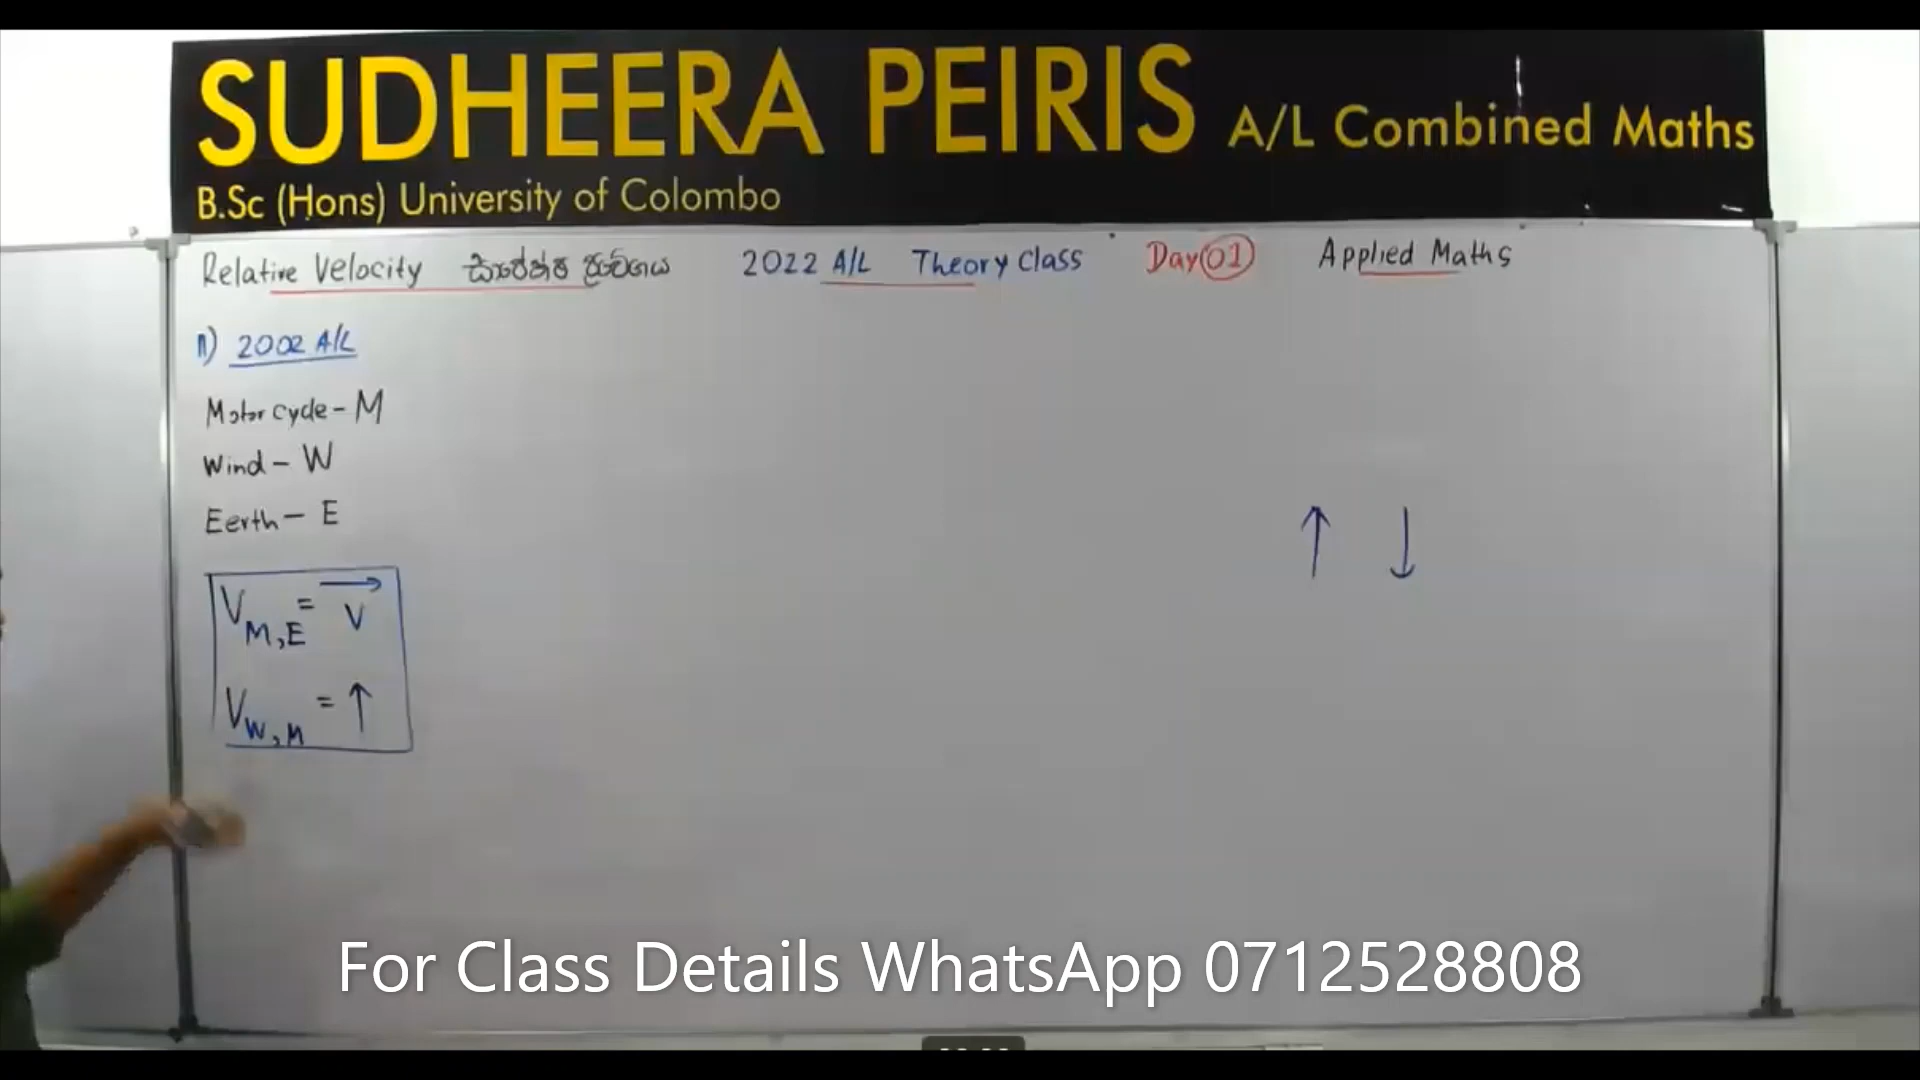 SUDHEERA PEIRIS A/L Combined Maths
B.Sc (Hons) University of Colombo
Relative Velocity සාපේක්ෂ ප්‍රවේගය 2022 A/L Theory Class Day 01 Applied Maths
1) 2002 A/L
Motor cycle - M
Wind - W
Eerth - E
V M,E = → V
V W,M = ↑
↑ ↓
For Class Details WhatsApp 0712528808